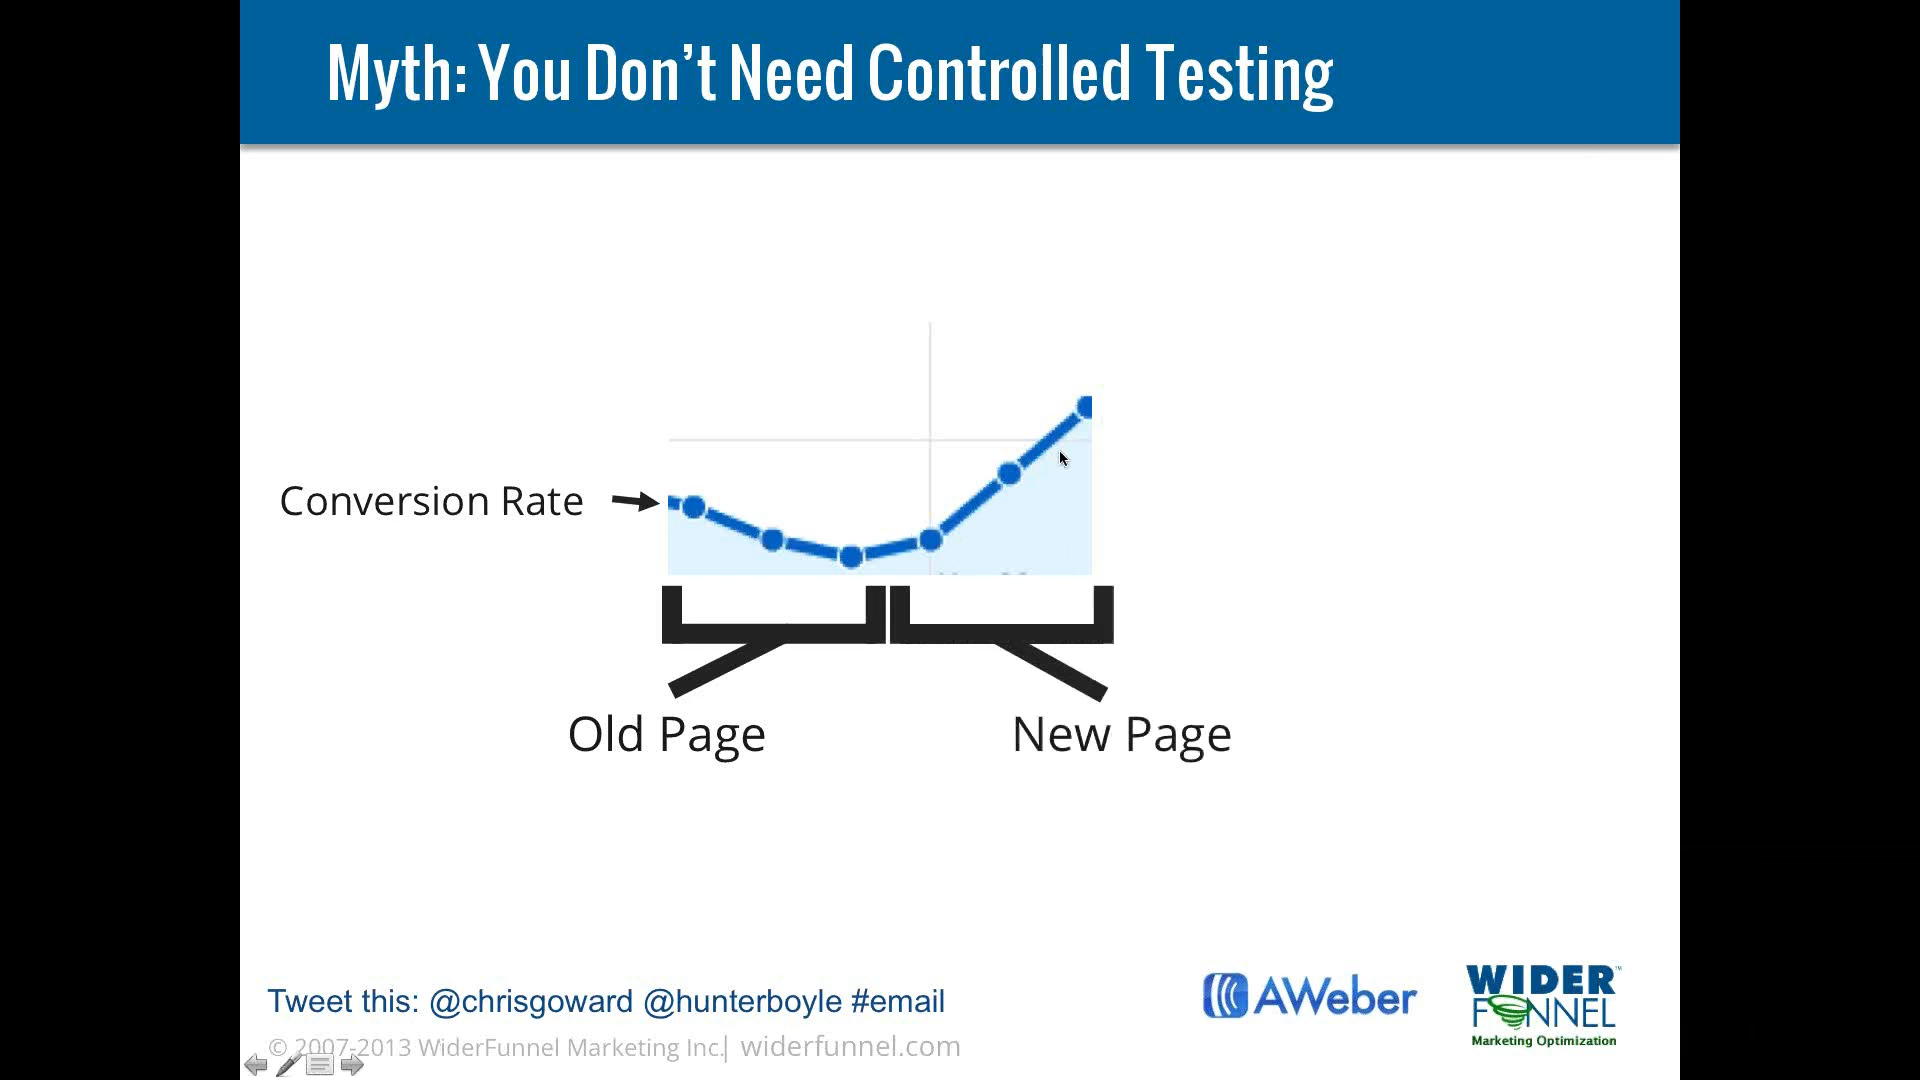 Myth: You Don’t Need Controlled Testing
Conversion Rate
Old Page
New Page
Tweet this: @chrisgoward @hunterboyle #email
AWeber
WIDER
FUNNEL
Marketing Optimization
© 2007-2013 WiderFunnel Marketing Inc.| widerfunnel.com